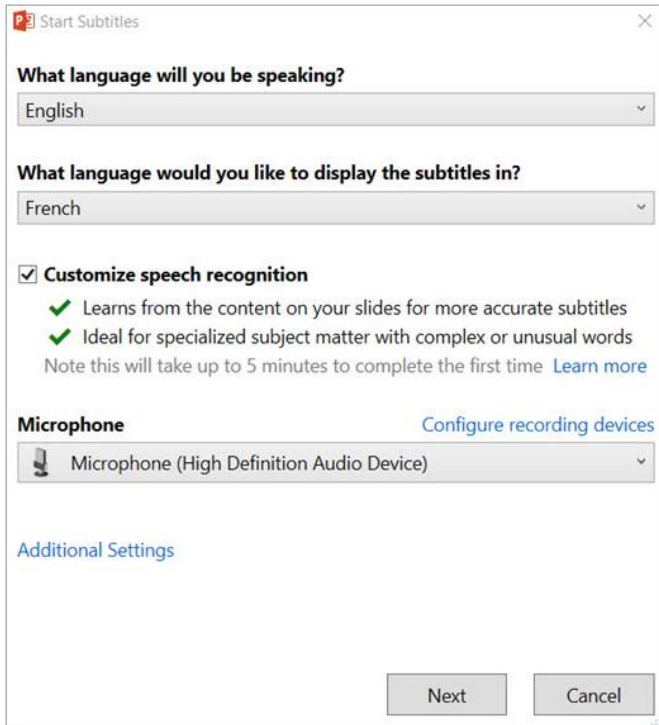 Start Subtitles
What language will you be speaking?
English
What language would you like to display the subtitles in?
French
Customize speech recognition
Learns from the content on your slides for more accurate subtitles
Ideal for specialized subject matter with complex or unusual words
Note this will take up to 5 minutes to complete the first time Learn more
Microphone Configure recording devices
Microphone (High Definition Audio Device)
Additional Settings
Next Cancel